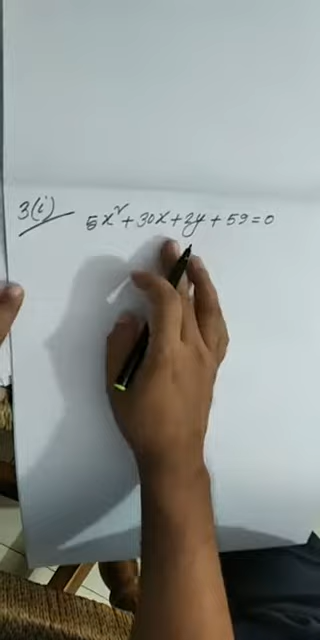 3(i) 5x² + 30x + 2y + 59 = 0